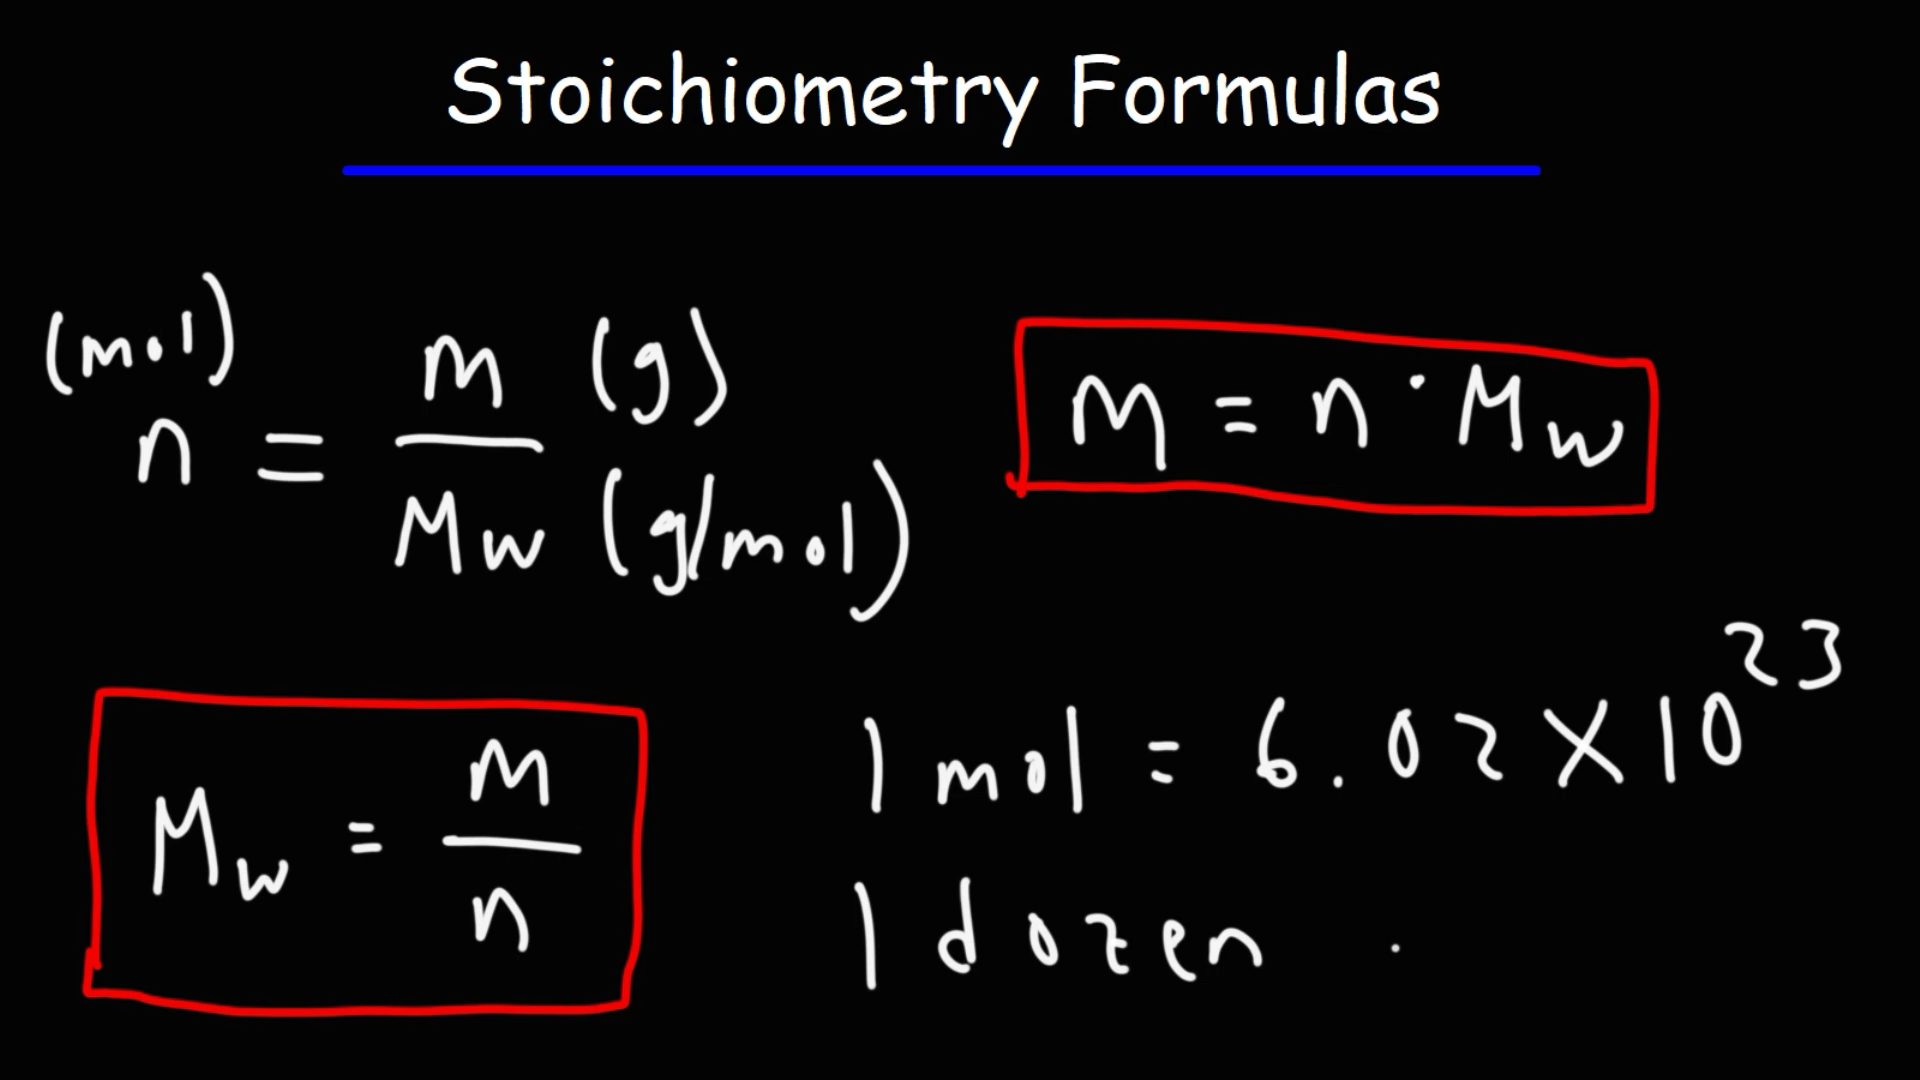 Stoichiometry Formulas
(mol)
n = m (g) / Mw (g/mol)
m = n · Mw
Mw = m / n
1 mol = 6.02 X 10^23
1 dozen .